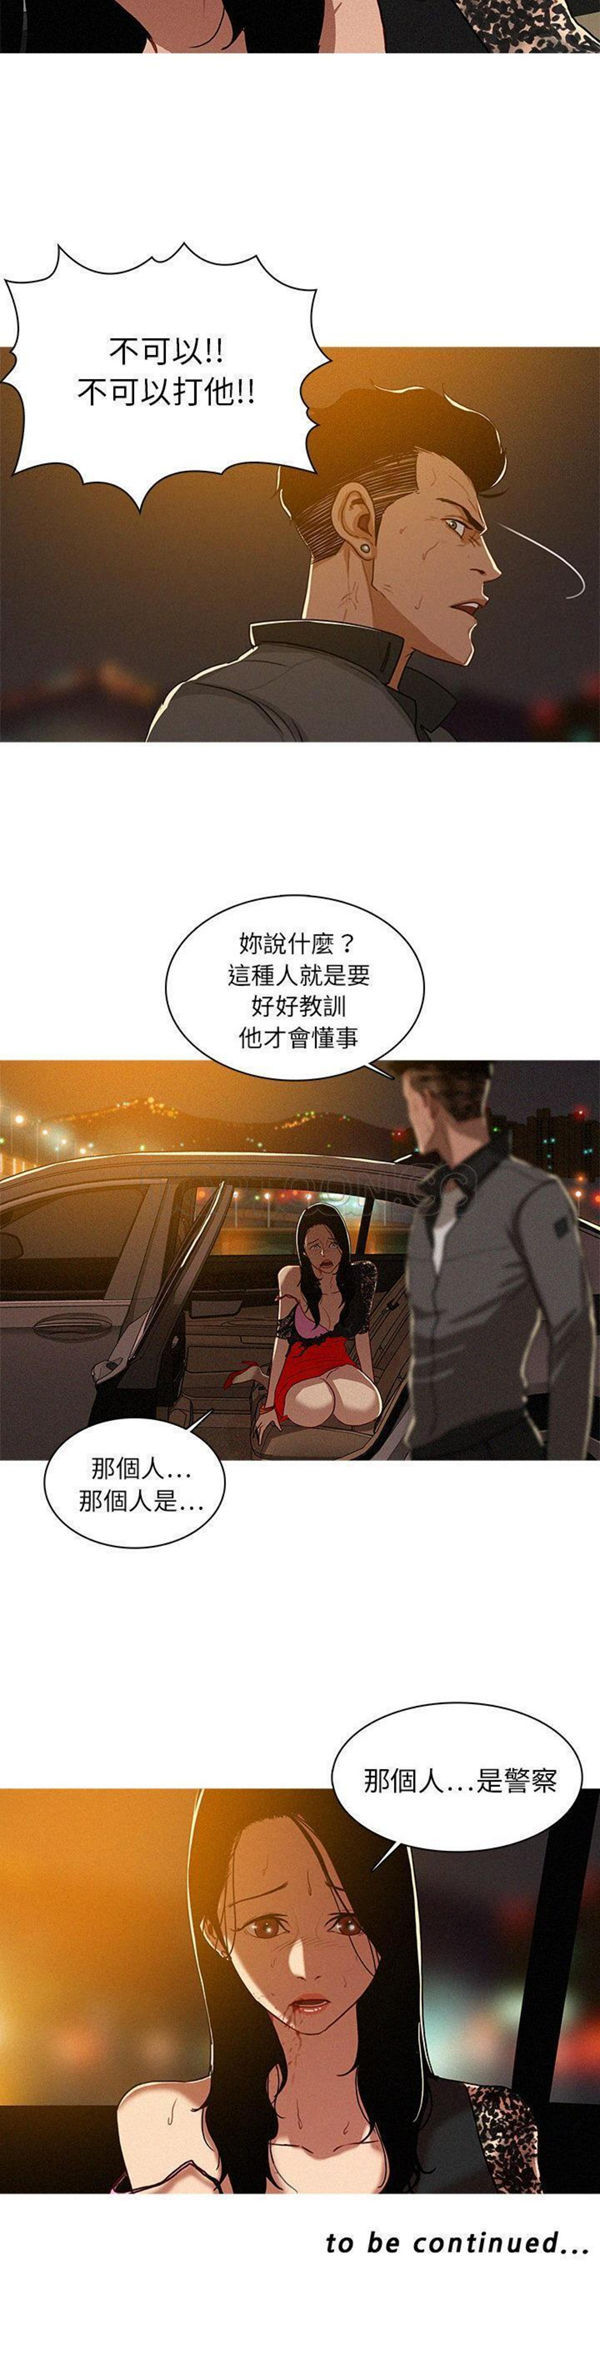 不可以!!
不可以打他!!
妳說什麼？
這種人就是要
好好教訓
他才會懂事
那個人...
那個人是...
那個人...是警察
to be continued...